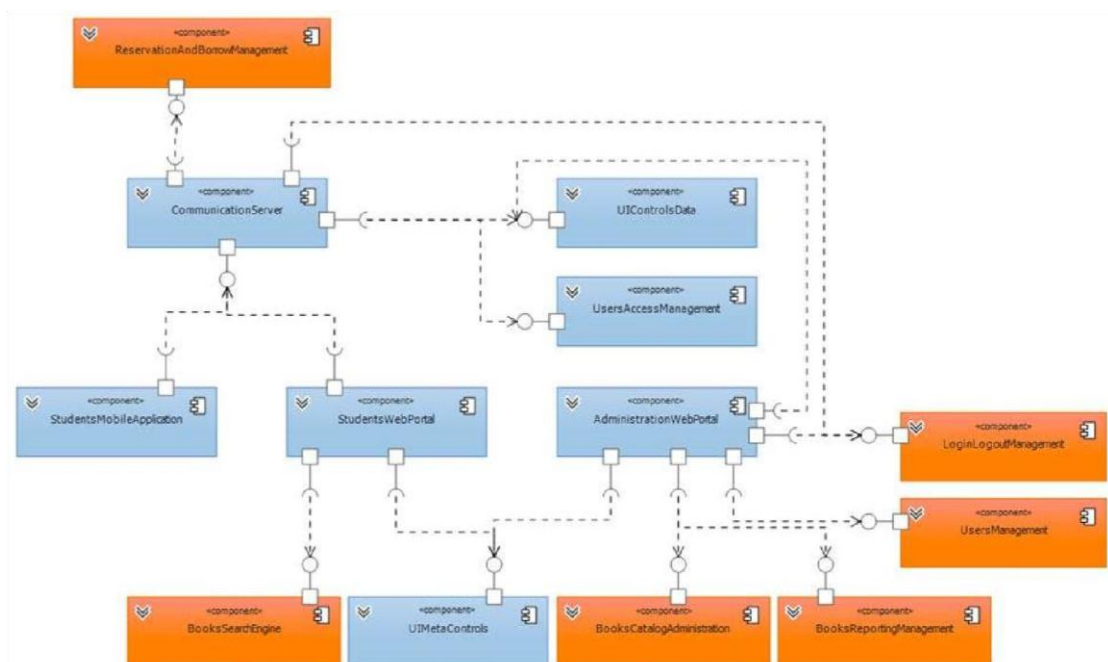 «component»
ReservationAndBorrowManagement
«component»
CommunicationServer
«component»
UIControlsData
«component»
UsersAccessManagement
«component»
StudentsMobileApplication
«component»
StudentsWebPortal
«component»
AdministrationWebPortal
«component»
LoginLogoutManagement
«component»
UsersManagement
«component»
BooksSearchEngine
«component»
UIMetaControls
«component»
BooksCatalogAdministration
«component»
BooksReportingManagement